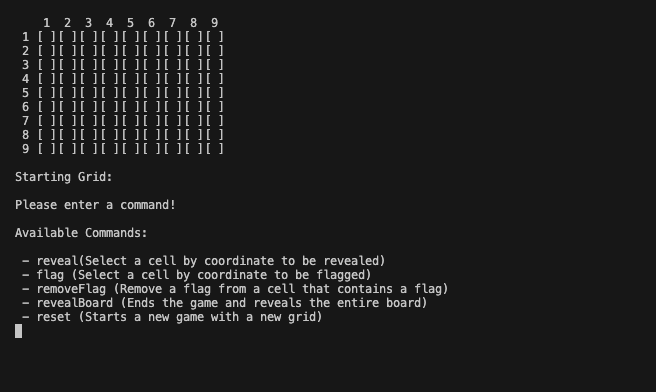 1  2  3  4  5  6  7  8  9
 1 [ ][ ][ ][ ][ ][ ][ ][ ][ ]
 2 [ ][ ][ ][ ][ ][ ][ ][ ][ ]
 3 [ ][ ][ ][ ][ ][ ][ ][ ][ ]
 4 [ ][ ][ ][ ][ ][ ][ ][ ][ ]
 5 [ ][ ][ ][ ][ ][ ][ ][ ][ ]
 6 [ ][ ][ ][ ][ ][ ][ ][ ][ ]
 7 [ ][ ][ ][ ][ ][ ][ ][ ][ ]
 8 [ ][ ][ ][ ][ ][ ][ ][ ][ ]
 9 [ ][ ][ ][ ][ ][ ][ ][ ][ ]
Starting Grid:
Please enter a command!
Available Commands:
 – reveal(Select a cell by coordinate to be revealed)
 – flag (Select a cell by coordinate to be flagged)
 – removeFlag (Remove a flag from a cell that contains a flag)
 – revealBoard (Ends the game and reveals the entire board)
 – reset (Starts a new game with a new grid)